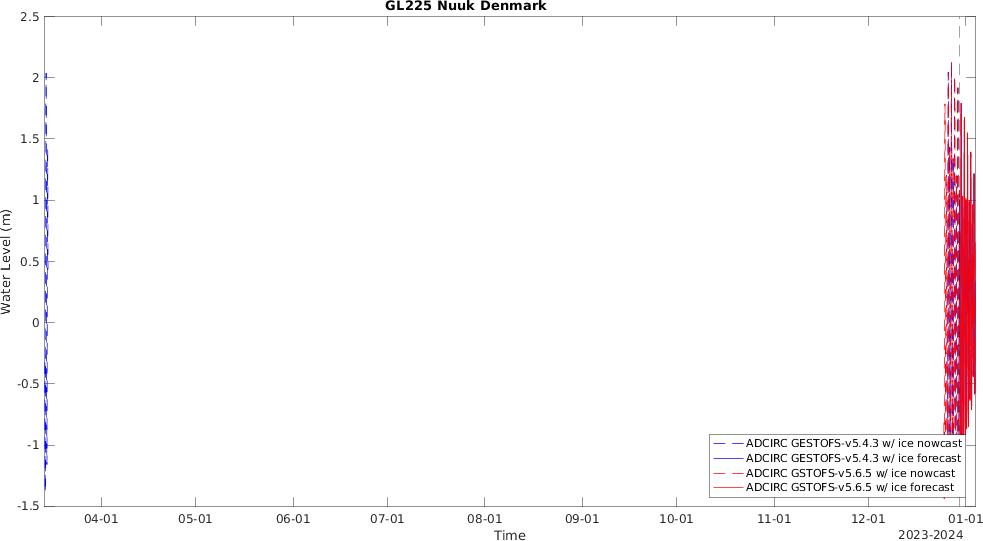 GL225 Nuuk Denmark
2.5
2
1.5
1
0.5
0
-0.5
-1
-1.5
Water Level (m)
ADCIRC GESTOFS-v5.4.3 w/ ice nowcast
ADCIRC GESTOFS-v5.4.3 w/ ice forecast
ADCIRC GSTOFS-v5.6.5 w/ ice nowcast
ADCIRC GSTOFS-v5.6.5 w/ ice forecast
04-01 05-01 06-01 07-01 08-01 09-01 10-01 11-01 12-01 01-01
Time
2023-2024